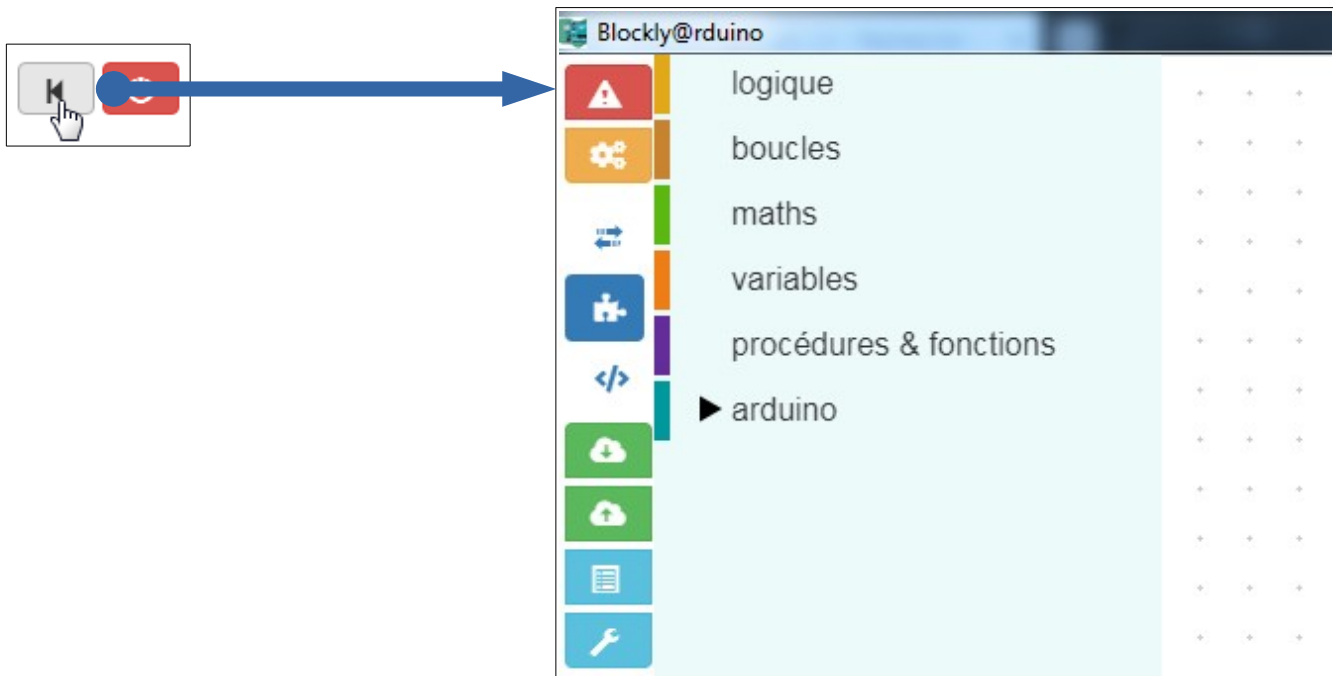 Blockly@rduino
logique
boucles
maths
variables
procédures & fonctions
arduino